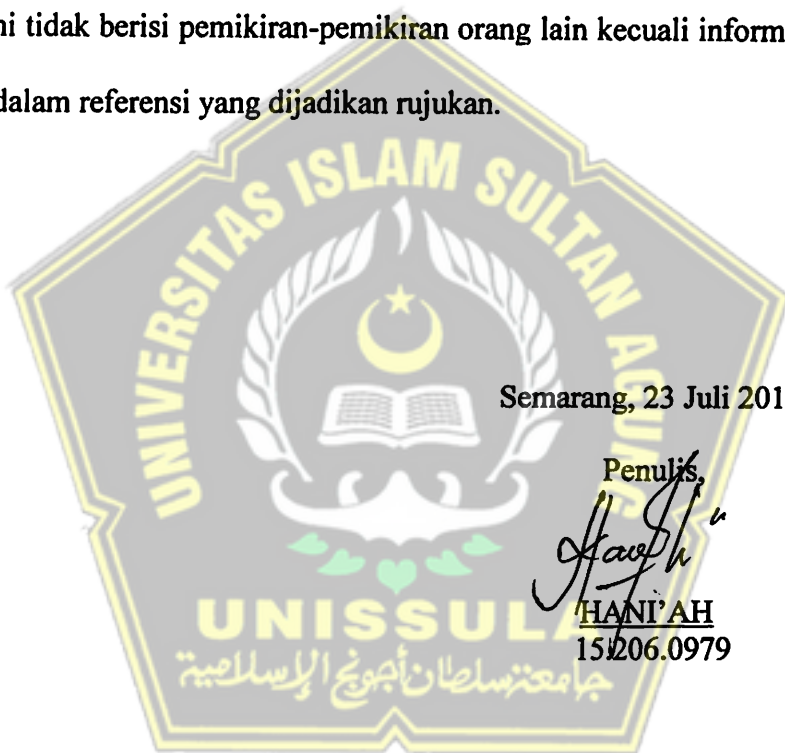 ni tidak berisi pemikiran-pemikiran orang lain kecuali inform
dalam referensi yang dijadikan rujukan.
UNIVERSITAS ISLAM SULTAN AGUNG
Semarang, 23 Juli 201
Penulis,
HANI'AH
15.206.0979
UNISSULA
جامعة سلطان أجونج الإسلامية